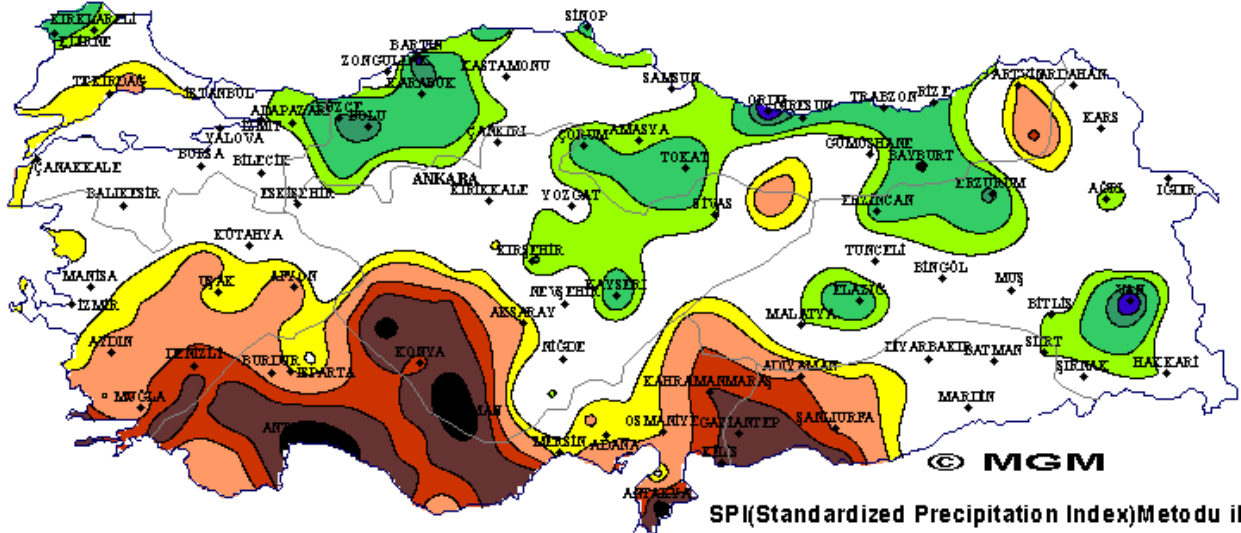 SİNOP
KIRKLARELİ
EDİRNE
BARTIN
ZONGULDAK
KASTAMONU
TEKİRDAĞ
İSTANBUL
KARABÜK
SAMSUN
ARTVİN
ARDAHAN
ORDU
GİRESUN
TRABZON
RİZE
ADAPAZARI
DÜZCE
BOLU
İZMİT
YALOVA
KARS
ÇANKIRI
ÇORUM
AMASYA
ÇANAKKALE
BURSA
BİLECİK
GÜMÜŞHANE
BAYBURT
TOKAT
ANKARA
KIRIKKALE
ERZURUM
AĞRI
IĞDIR
BALIKESİR
ESKİŞEHİR
YOZGAT
SİVAS
ERZİNCAN
KÜTAHYA
KIRŞEHİR
TUNCELİ
BİNGÖL
MUŞ
MANİSA
UŞAK
AFYON
NEVŞEHİR
KAYSERİ
ELAZIĞ
BİTLİS
VAN
İZMİR
AKSARAY
MALATYA
AYDIN
DENİZLİ
BURDUR
ISPARTA
KONYA
NİĞDE
ADIYAMAN
DİYARBAKIR
BATMAN
SİİRT
ŞIRNAK
HAKKARİ
MUĞLA
KAHRAMANMARAŞ
MARDİN
OSMANİYE
GAZİANTEP
ŞANLIURFA
MERSİN
ADANA
KİLİS
© MGM
ANTAKYA
SPI(Standardized Precipitation Index)Metodu il